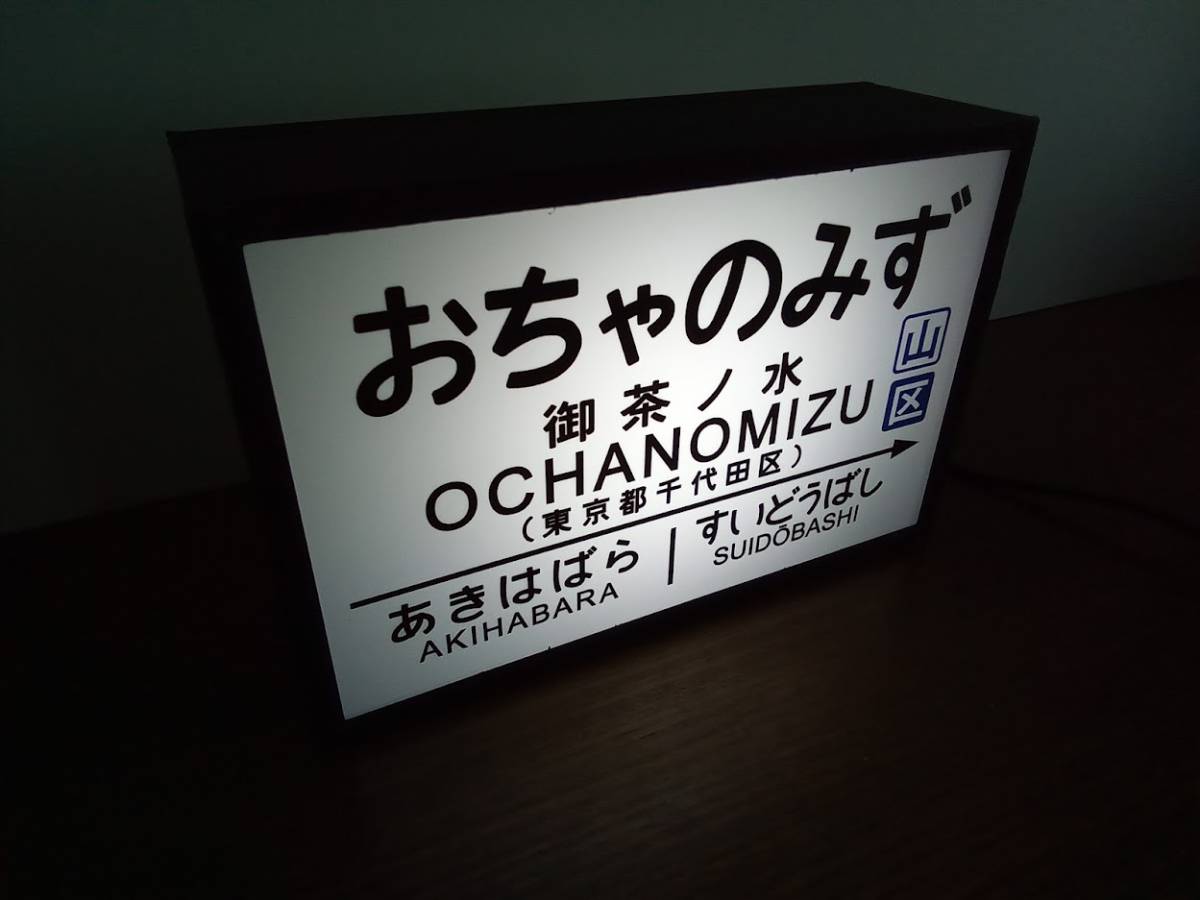 おちゃのみず
御茶ノ水
OCHANOMIZU
山
区
（東京都千代田区）
あきはばら
AKIHABARA
すいどうばし
SUIDŌBASHI